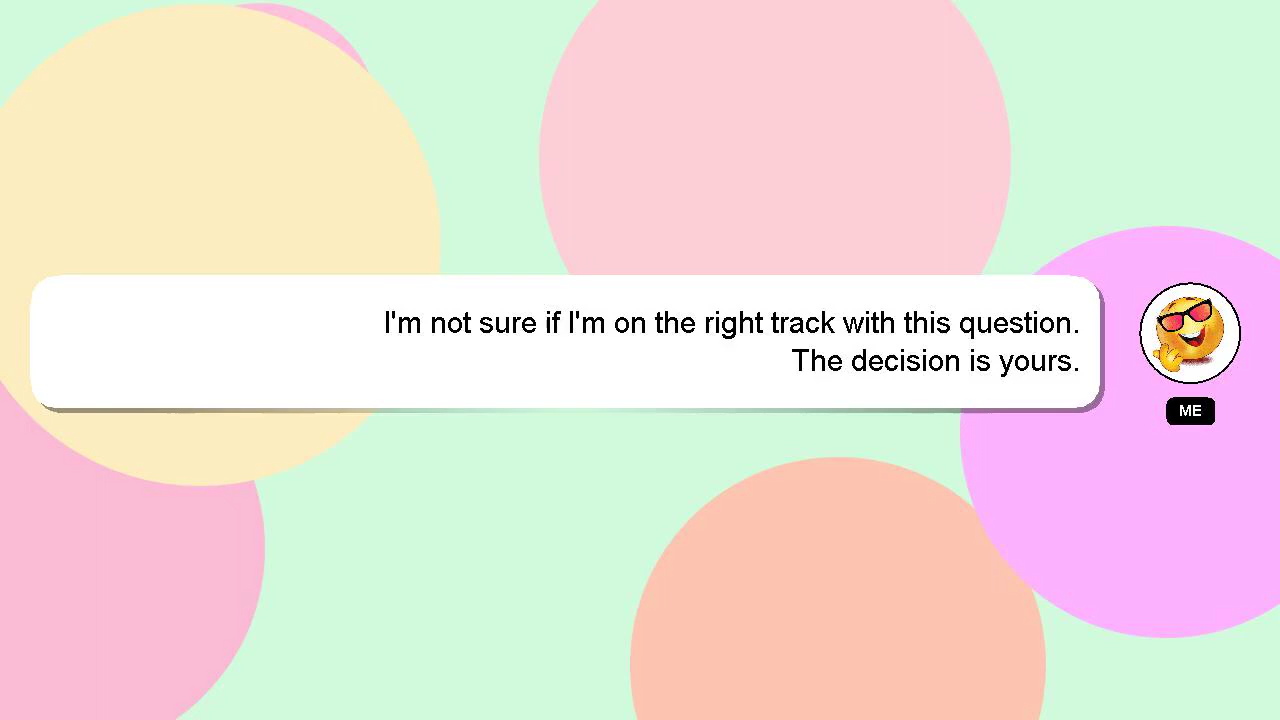 I'm not sure if I'm on the right track with this question.
The decision is yours.
ME